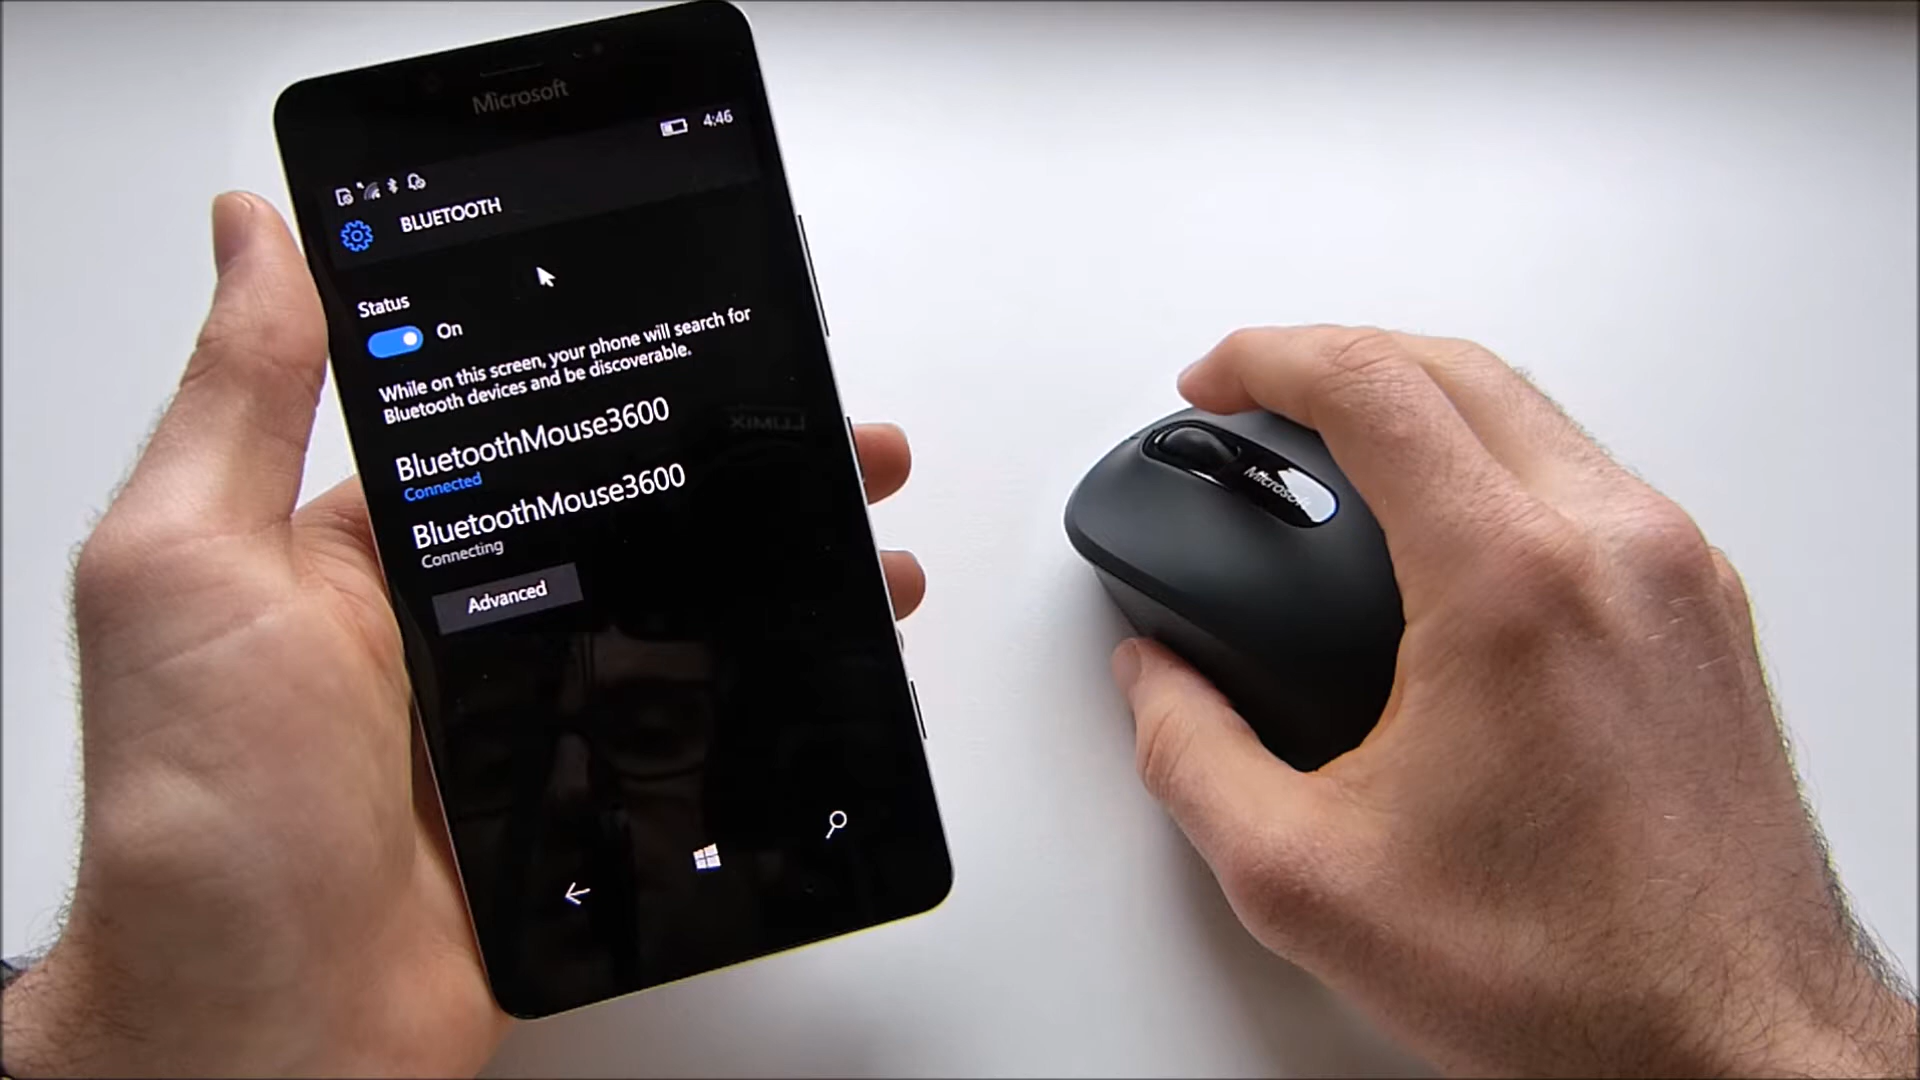 Microsoft
4:46
BLUETOOTH
Status
On
While on this screen, your phone will search for
Bluetooth devices and be discoverable.
BluetoothMouse3600
Connected
BluetoothMouse3600
Connecting
Advanced
LUMIX
Microsoft